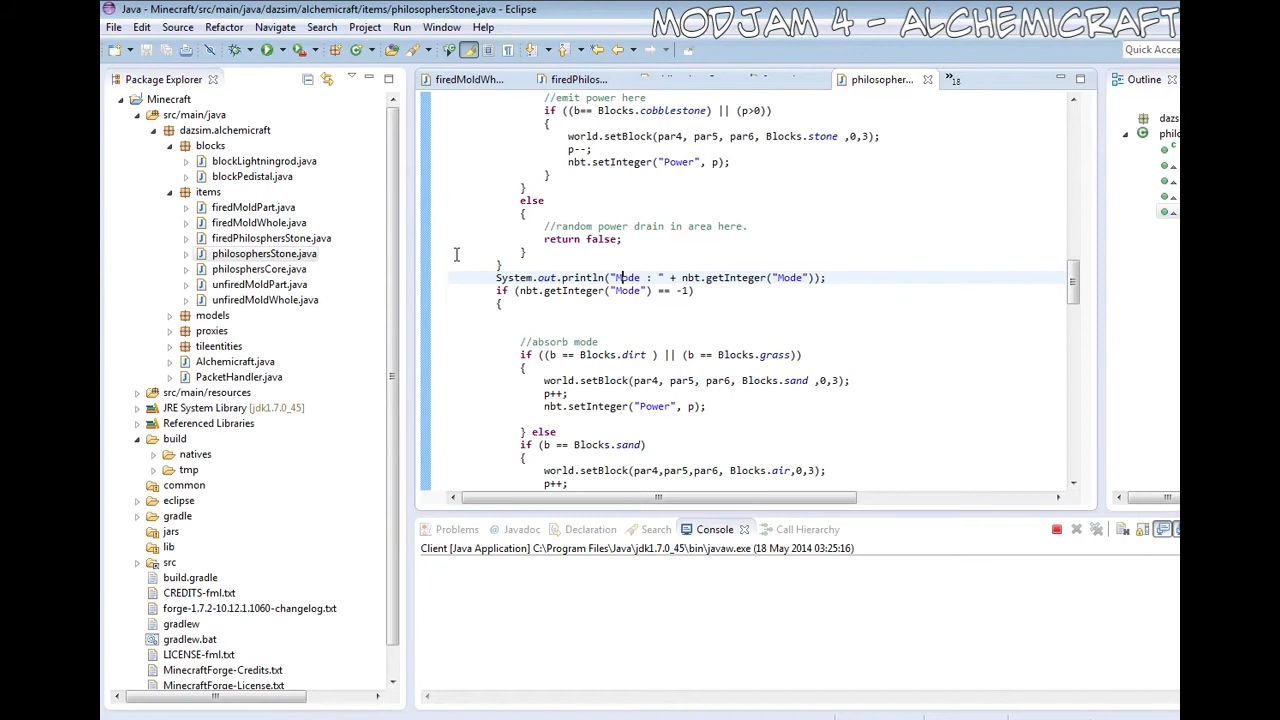 Java - Minecraft/src/main/java/dazsim/alchemicraft/items/philosophersStone.java - Eclipse
MODJAM 4 - ALCHEMICRAFT
File Edit Source Refactor Navigate Search Project Run Window Help
Quick Acces
Package Explorer
firedMoldWh...
firedPhilos...
philosopher...
»18
Outline
Minecraft
src/main/java
dazsim.alchemicraft
blocks
blockLightningrod.java
blockPedistal.java
items
firedMoldPart.java
firedMoldWhole.java
firedPhilsphersStone.java
philosophersStone.java
philosphersCore.java
unfiredMoldPart.java
unfiredMoldWhole.java
models
proxies
tileentities
Alchemicraft.java
PacketHandler.java
src/main/resources
JRE System Library [jdk1.7.0_45]
Referenced Libraries
build
natives
tmp
common
eclipse
gradle
jars
lib
src
build.gradle
CREDITS-fml.txt
forge-1.7.2-10.12.1.1060-changelog.txt
gradlew
gradlew.bat
LICENSE-fml.txt
MinecraftForge-Credits.txt
MinecraftForge-License.txt
//emit power here
if ((b== Blocks.cobblestone) || (p>0))
{
world.setBlock(par4, par5, par6, Blocks.stone ,0,3);
p--;
nbt.setInteger("Power", p);
}
}
else
{
//random power drain in area here.
return false;
}
}
System.out.println("Mode : " + nbt.getInteger("Mode"));
if (nbt.getInteger("Mode") == -1)
{
//absorb mode
if ((b == Blocks.dirt ) || (b == Blocks.grass))
{
world.setBlock(par4, par5, par6, Blocks.sand ,0,3);
p++;
nbt.setInteger("Power", p);
} else
if (b == Blocks.sand)
{
world.setBlock(par4,par5,par6, Blocks.air,0,3);
p++;
dazs
philo
Problems @ Javadoc Declaration Search Console Call Hierarchy
Client [Java Application] C:\Program Files\Java\jdk1.7.0_45\bin\javaw.exe (18 May 2014 03:25:16)